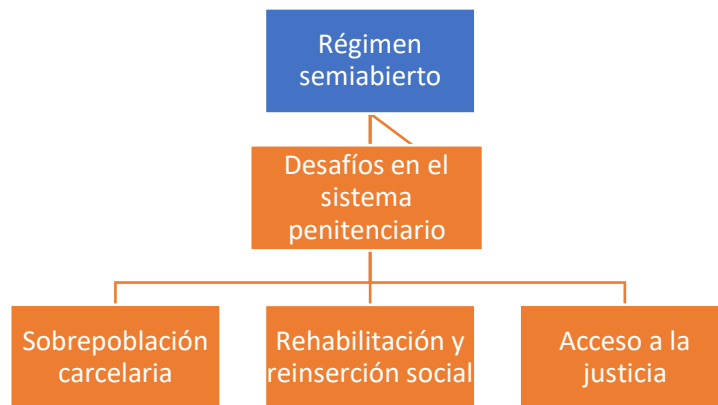 Régimen
semiabierto
Desafíos en el
sistema
penitenciario
Sobrepoblación
carcelaria
Rehabilitación y
reinserción social
Acceso a la
justicia